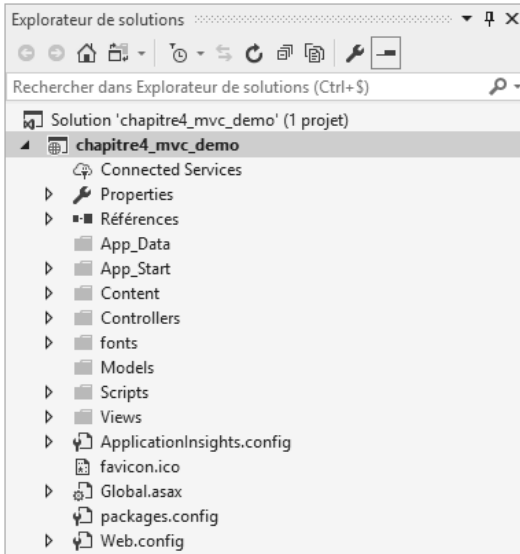 Explorateur de solutions
Rechercher dans Explorateur de solutions (Ctrl+$)
Solution 'chapitre4_mvc_demo' (1 projet)
chapitre4_mvc_demo
Connected Services
Properties
Références
App_Data
App_Start
Content
Controllers
fonts
Models
Scripts
Views
ApplicationInsights.config
favicon.ico
Global.asax
packages.config
Web.config